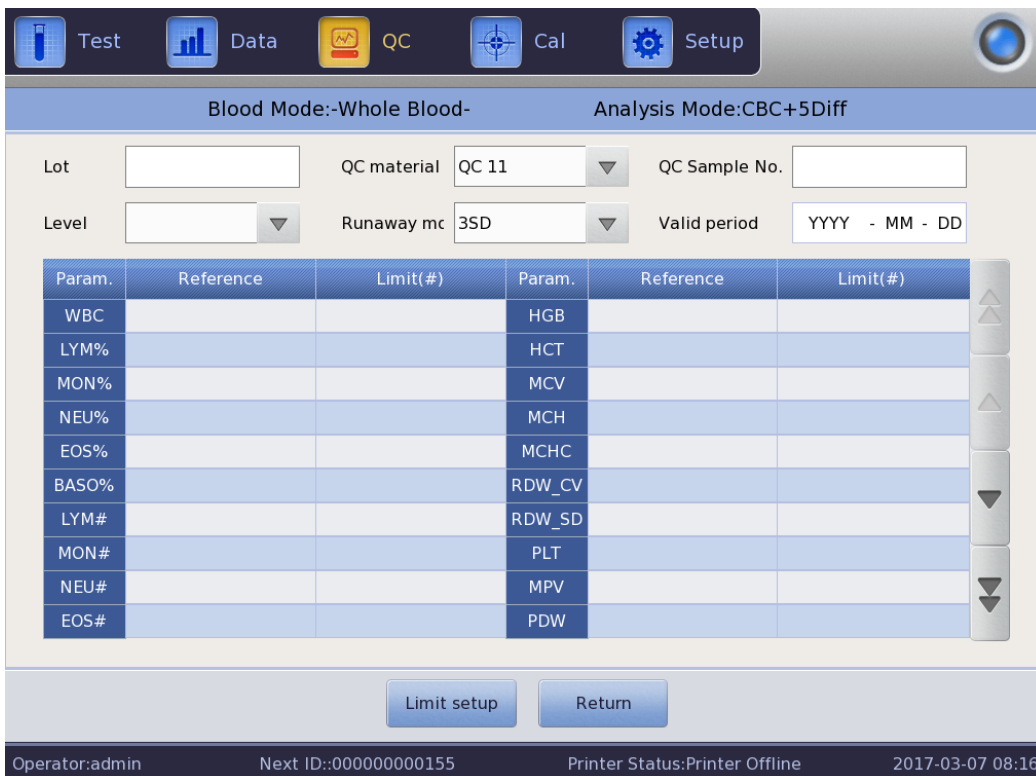 Test Data QC Cal Setup
Blood Mode:-Whole Blood- Analysis Mode:CBC+5Diff
Lot QC material QC 11 QC Sample No.
Level Runaway mo 3SD Valid period YYYY - MM - DD
Param. Reference Limit(#) Param. Reference Limit(#)
WBC HGB
LYM% HCT
MON% MCV
NEU% MCH
EOS% MCHC
BASO% RDW_CV
LYM# RDW_SD
MON# PLT
NEU# MPV
EOS# PDW
Limit setup Return
Operator:admin Next ID::000000000155 Printer Status:Printer Offline 2017-03-07